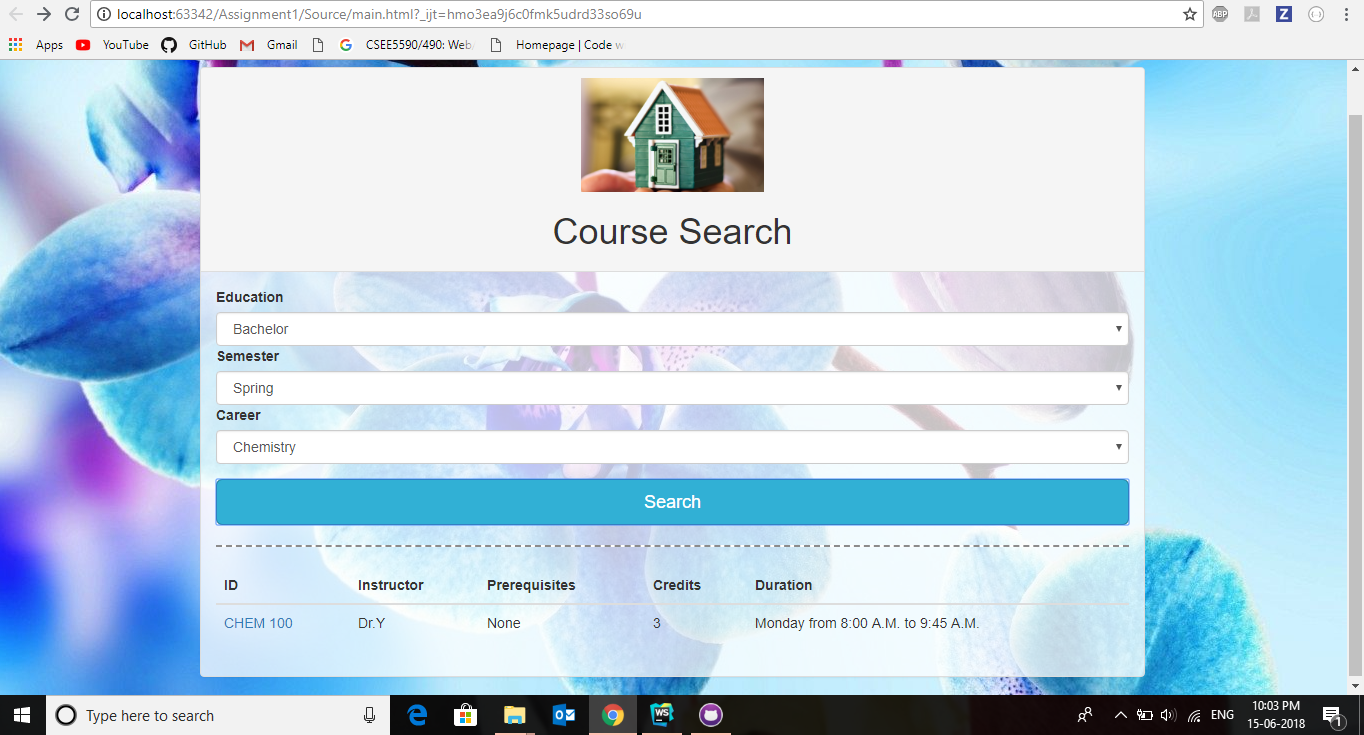 localhost:63342/Assignment1/Source/main.html?_ijt=hmo3ea9j6c0fmk5udrd33so69u
ABP
Z
Apps YouTube GitHub Gmail CSEE5590/490: Web Homepage | Code w
Course Search
Education
Bachelor
Semester
Spring
Career
Chemistry
Search
ID Instructor Prerequisites Credits Duration
CHEM 100 Dr.Y None 3 Monday from 8:00 A.M. to 9:45 A.M.
Type here to search
WS
ENG
10:03 PM
15-06-2018
1